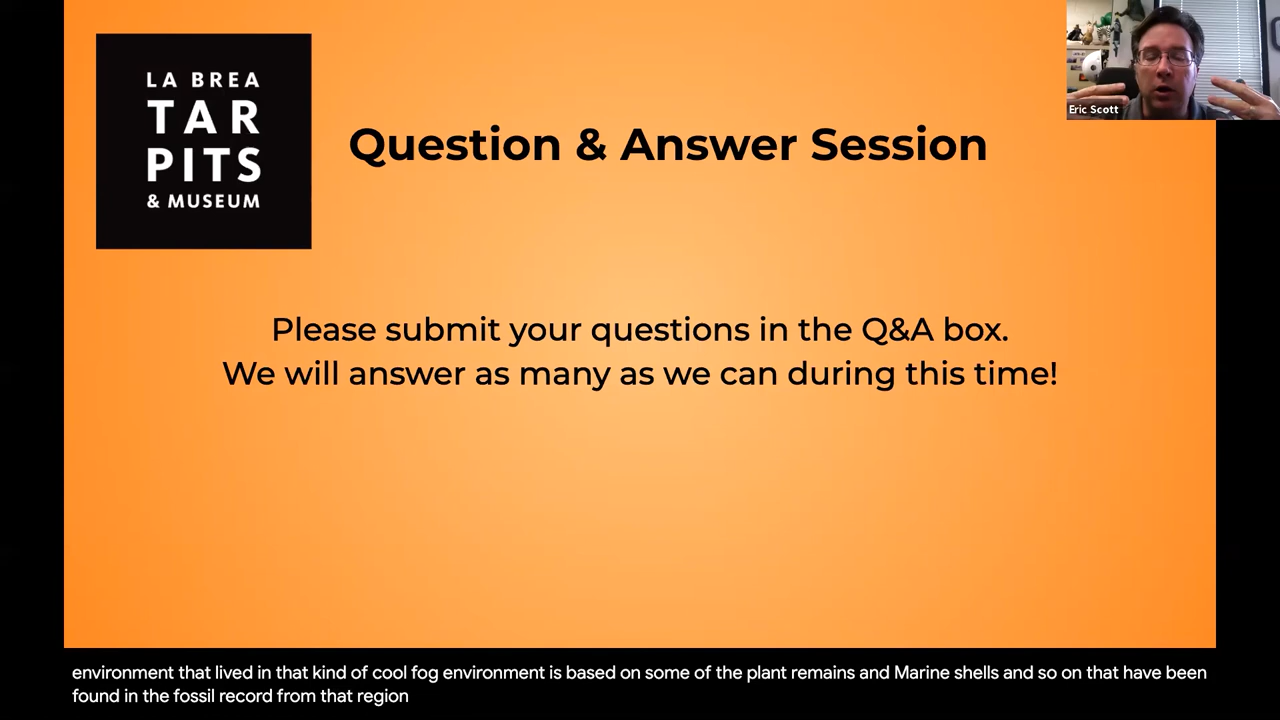 LA BREA
TAR
PITS
& MUSEUM
Question & Answer Session
Eric Scott
Please submit your questions in the Q&A box.
We will answer as many as we can during this time!
environment that lived in that kind of cool fog environment is based on some of the plant remains and Marine shells and so on that have been
found in the fossil record from that region